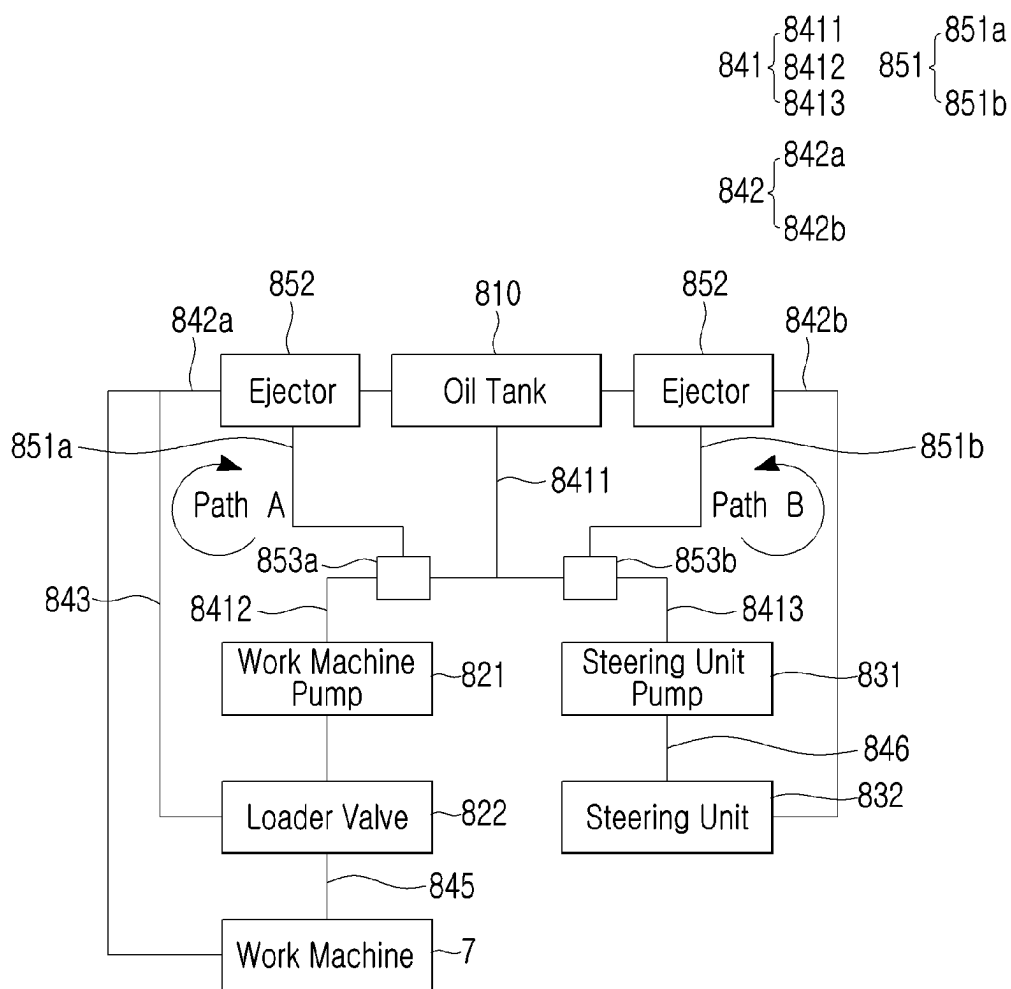 8411
841
8412
8413
851
851a
851b
842a
842
842b
852
810
852
842a
842b
Ejector
Oil Tank
Ejector
851a
851b
8411
Path A
Path B
853a
853b
843
8412
8413
Work Machine
Pump
821
Steering Unit
Pump
831
846
Loader Valve
822
Steering Unit
832
845
Work Machine
7